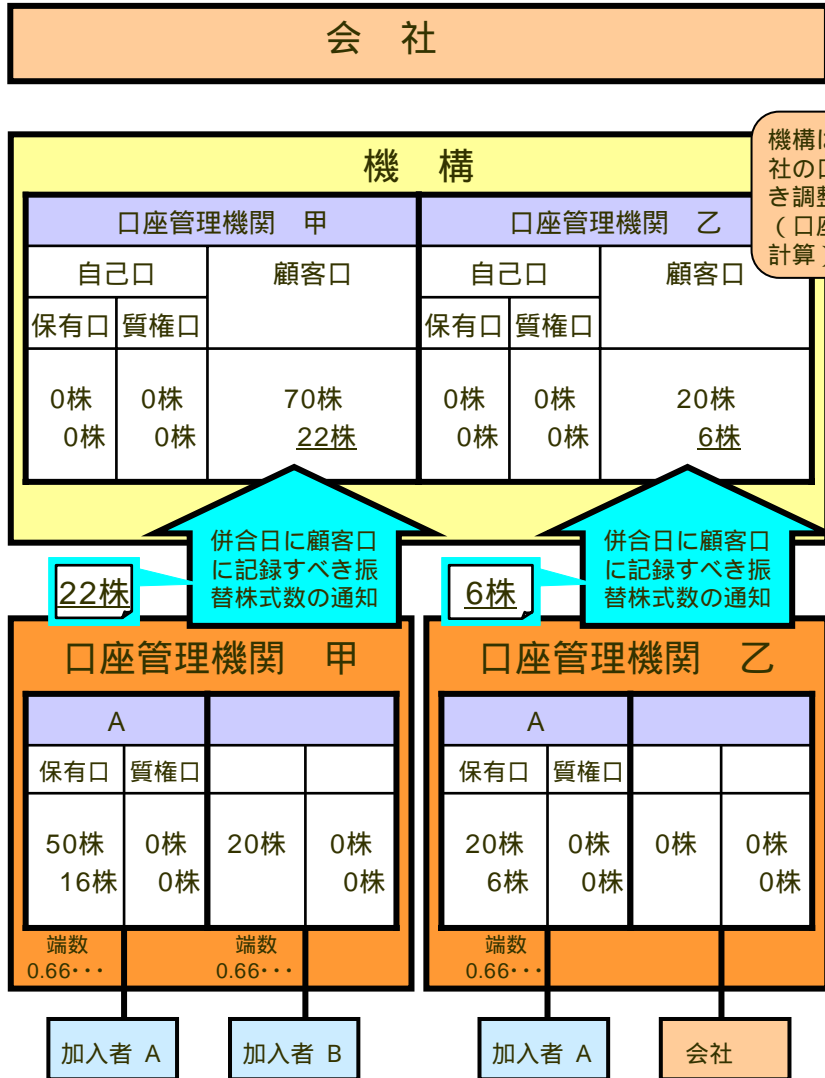 会 社
機 構
機構は
社の口
き調整
（口座
計算）
口座管理機関 甲
口座管理機関 乙
自己口 顧客口 自己口 顧客口
保有口 質権口 保有口 質権口
0株 0株 70株 0株 0株 20株
0株 0株 22株 0株 0株 6株
併合日に顧客口
に記録すべき振
替株式数の通知
併合日に顧客口
に記録すべき振
替株式数の通知
22株
6株
口座管理機関 甲
A
保有口 質権口
50株 0株 20株 0株
16株 0株 0株
端数 端数
0.66・・・ 0.66・・・
口座管理機関 乙
A
保有口 質権口
20株 0株 0株 0株
6株 0株 0株
端数
0.66・・・
加入者 A
加入者 B
加入者 A
会社